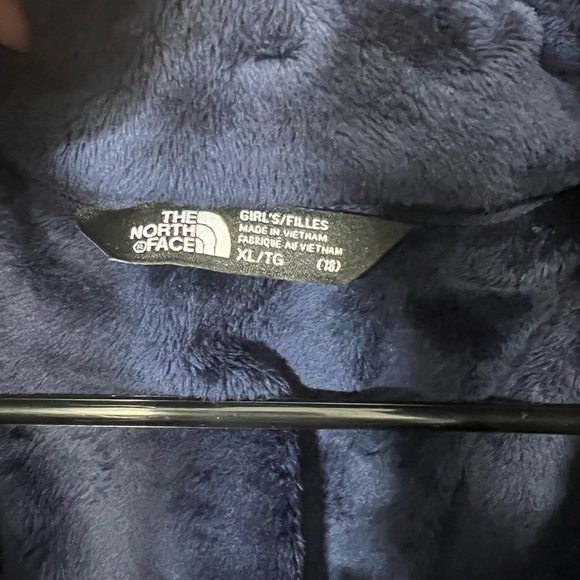 THE
NORTH
FACE
GIRL'S/FILLES
MADE IN VIETNAM
FABRIQUÉ AU VIETNAM
XL/TG (18)